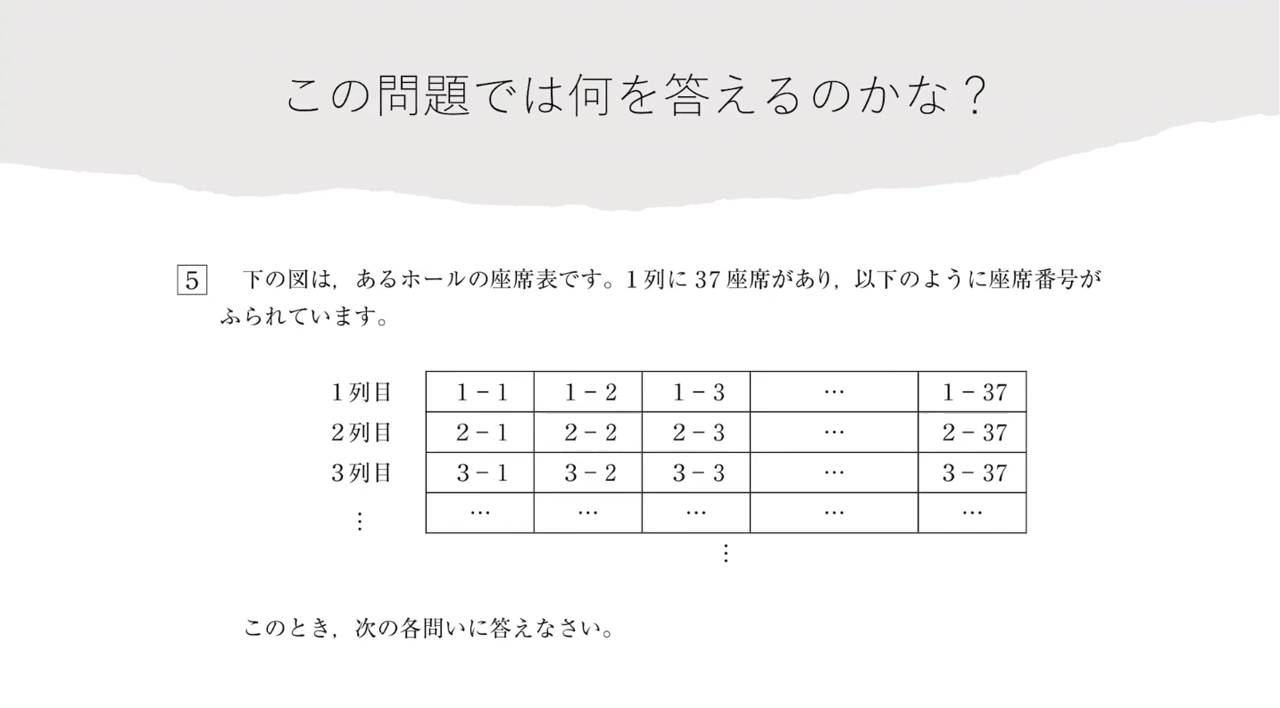 この問題では何を答えるのかな？
5 下の図は，あるホールの座席表です。1列に37座席があり，以下のように座席番号が
ふられています。
1列目 1－1 1－2 1－3 … 1－37
2列目 2－1 2－2 2－3 … 2－37
3列目 3－1 3－2 3－3 … 3－37
⋮ … … … … …
⋮
このとき，次の各問いに答えなさい。